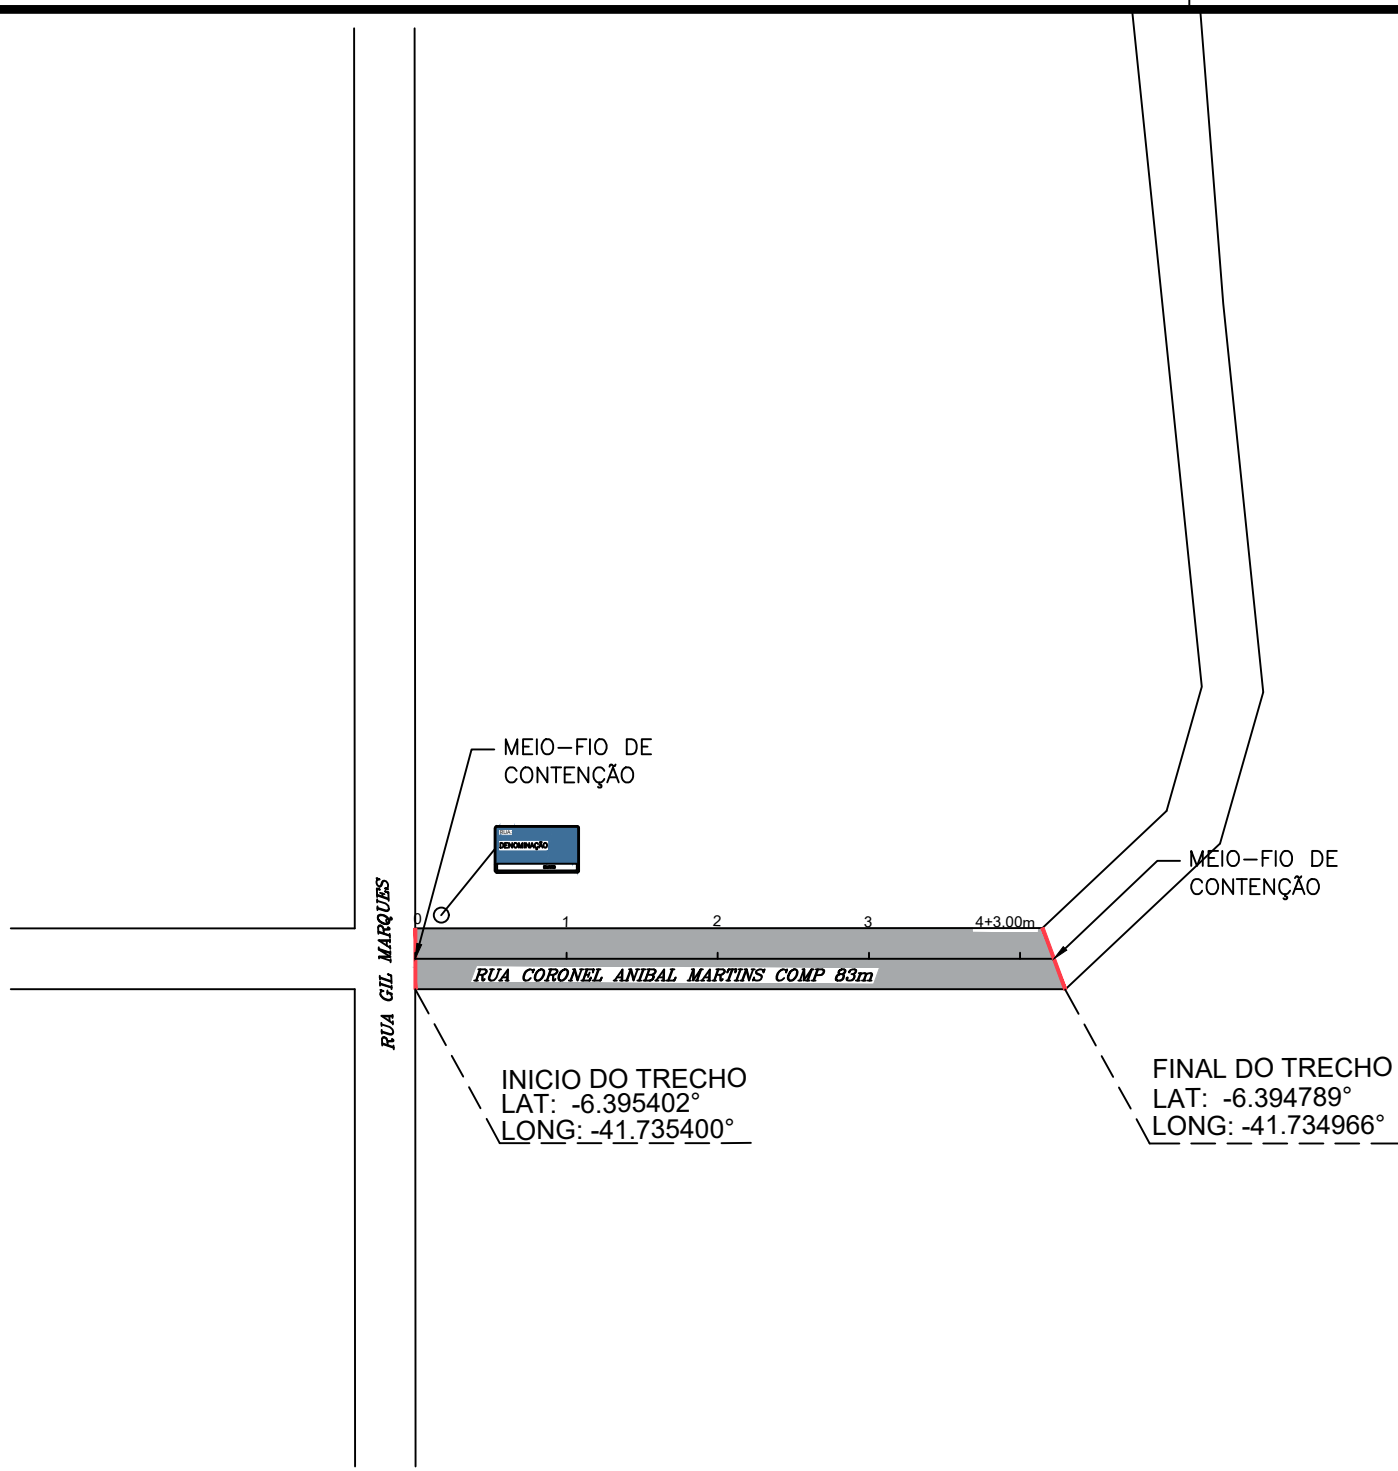 MEIO-FIO DE
CONTENÇÃO
RUA
DENOMINAÇÃO
MEIO-FIO DE
CONTENÇÃO
RUA GIL MARQUES
0 1 2 3 4+3.00m
RUA CORONEL ANIBAL MARTINS COMP 83m
INICIO DO TRECHO
LAT: -6.395402°
LONG: -41.735400°
FINAL DO TRECHO
LAT: -6.394789°
LONG: -41.734966°